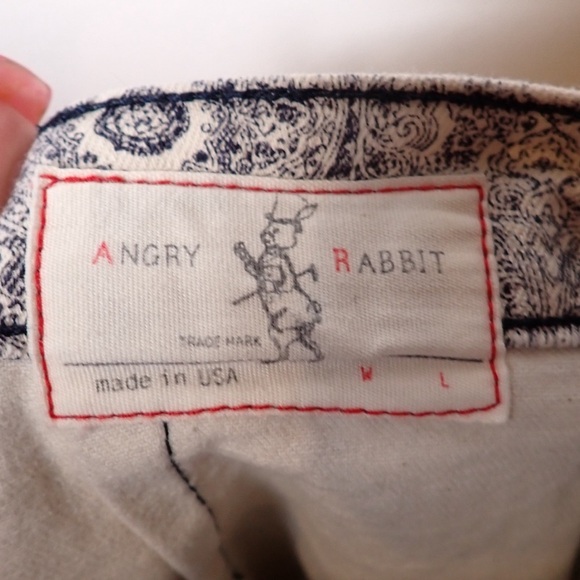 ANGRY RABBIT
TRADE MARK
made in USA W L